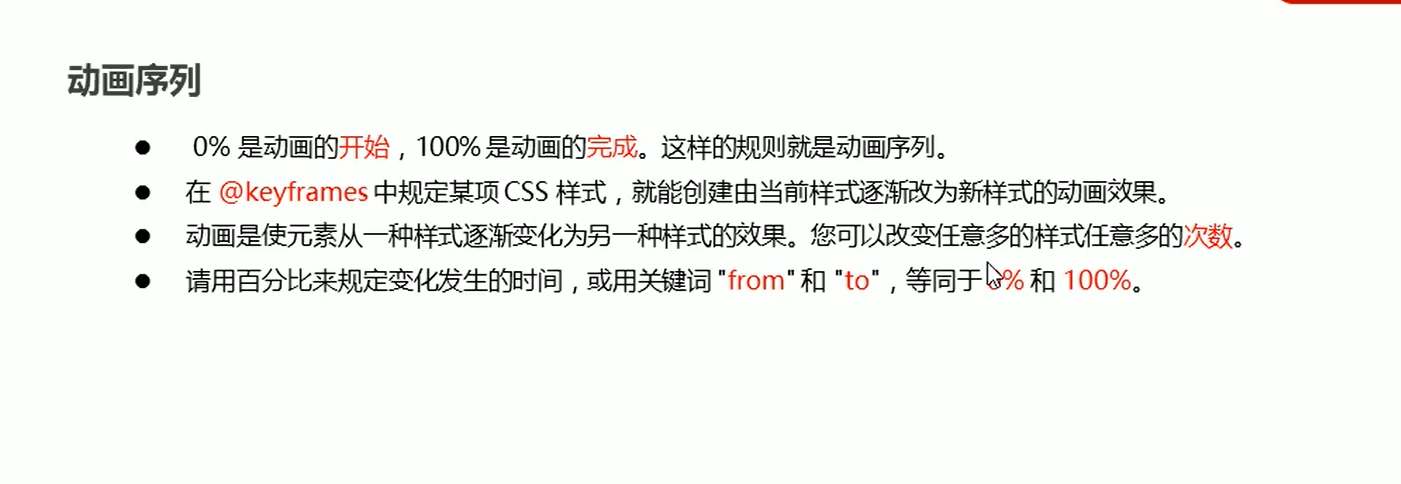 动画序列
● 0% 是动画的开始，100% 是动画的完成。这样的规则就是动画序列。
● 在 @keyframes 中规定某项 CSS 样式，就能创建由当前样式逐渐改为新样式的动画效果。
● 动画是使元素从一种样式逐渐变化为另一种样式的效果。您可以改变任意多的样式任意多的次数。
● 请用百分比来规定变化发生的时间，或用关键词 "from" 和 "to"，等同于 0% 和 100%。